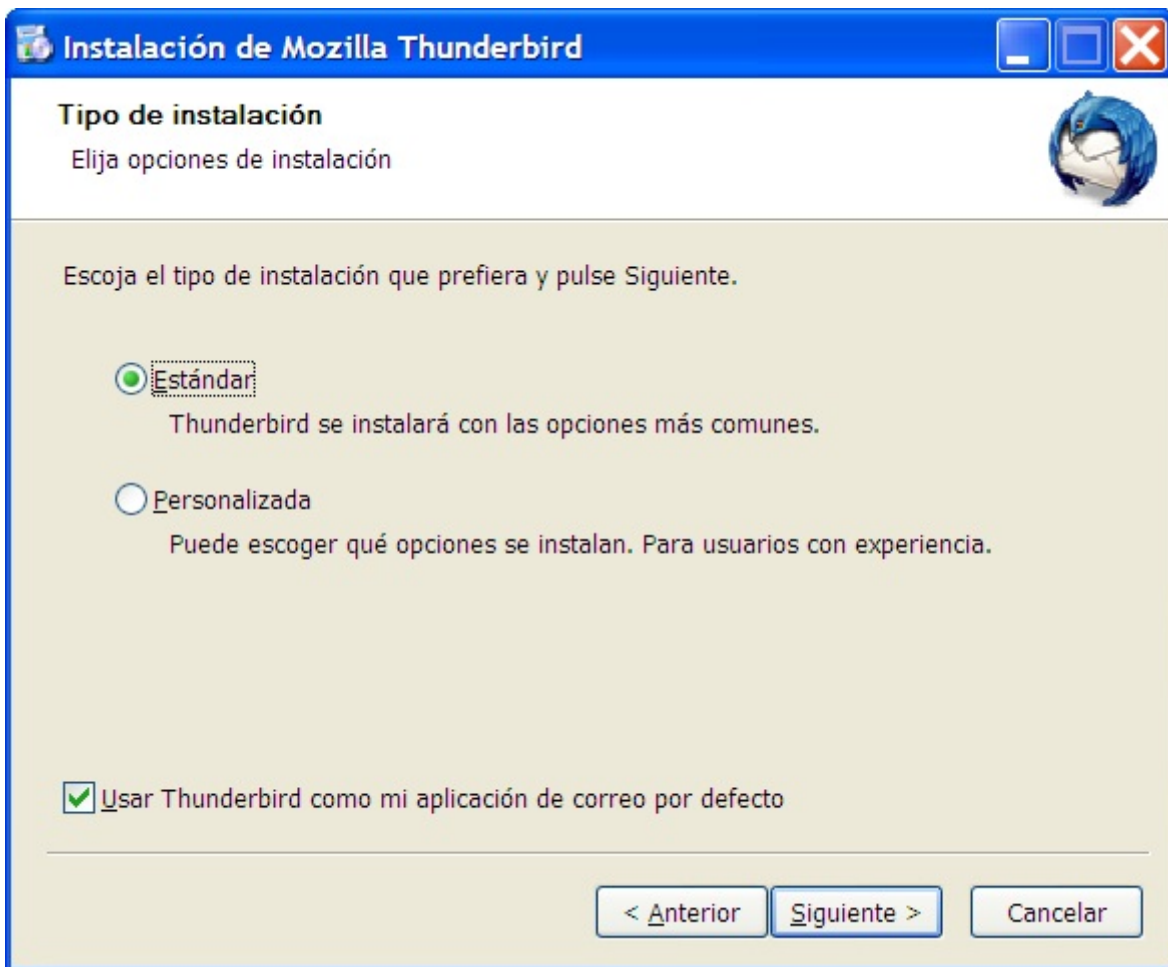 Instalación de Mozilla Thunderbird
Tipo de instalación
Elija opciones de instalación
Escoja el tipo de instalación que prefiera y pulse Siguiente.
Estándar
Thunderbird se instalará con las opciones más comunes.
Personalizada
Puede escoger qué opciones se instalan. Para usuarios con experiencia.
Usar Thunderbird como mi aplicación de correo por defecto
< Anterior Siguiente > Cancelar